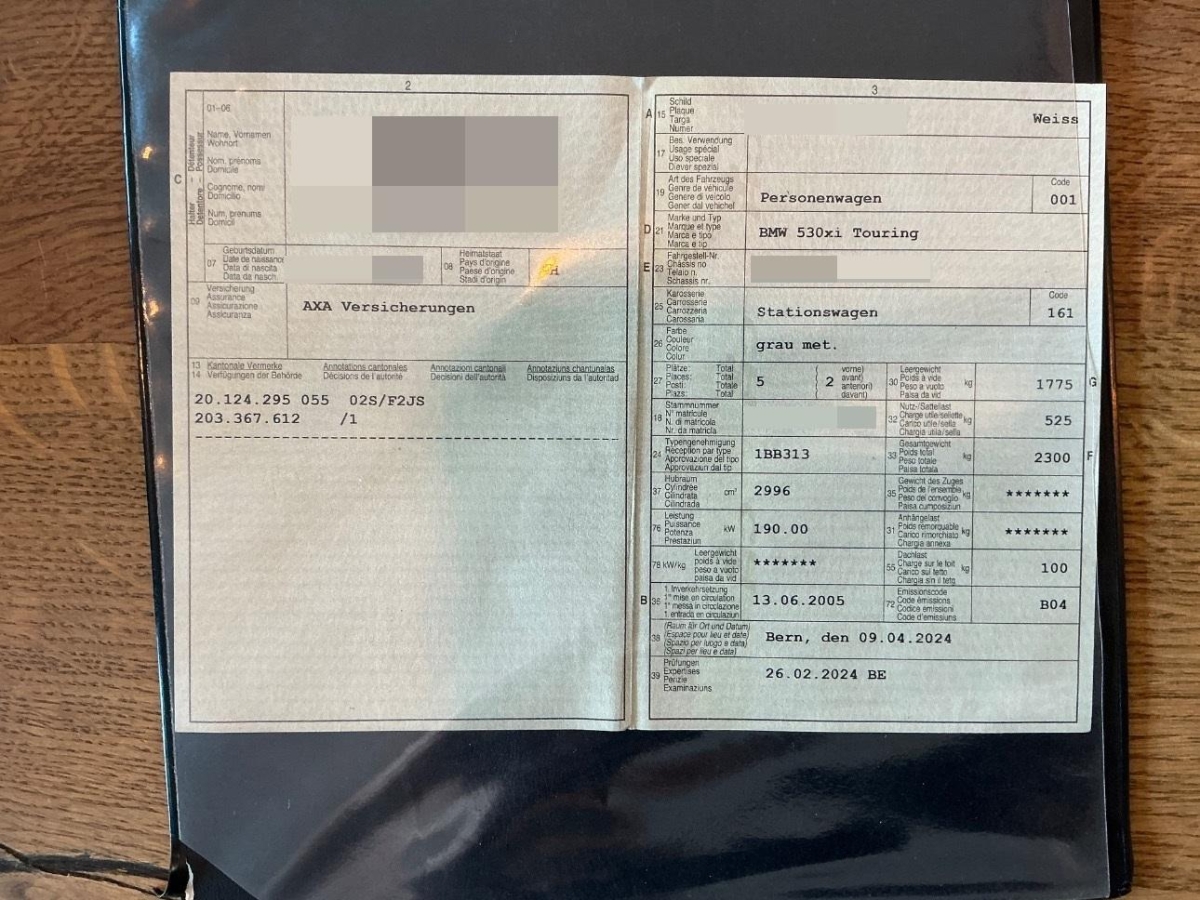 2
01-06
Halter – Détenteur
Detentore – Possessur
C
Name, Vornamen
Wohnort
Nom, prénoms
Domicile
Cognome, nomi
Domicilio
Num, prenums
Domicil
07
Geburtsdatum
Date de naissance
Data di nascita
Data da nasch.
08
Heimatstaat
Pays d'origine
Paese d'origine
Stadi d'origin
09
Versicherung
Assurance
Assicurazione
Assicuranza
AXA Versicherungen
13 Kantonale Vermerke Annotations cantonales Annotazioni cantonali Annotaziuns chantunalas
14 Verfügungen der Behörde Décisions de l'autorité Decisioni dell'autorità Disposiziuns da l'autoritad
20.124.295 055 02S/F2JS
203.367.612 /1
3
A 15
Schild
Plaque
Targa
Numer
Weiss
17
Bes. Verwendung
Usage spécial
Uso speciale
Diever spezial
19
Art des Fahrzeugs
Genre de véhicule
Genere di veicolo
Gener dal vehichel
Personenwagen
Code
001
D 21
Marke und Typ
Marque et type
Marca e tipo
Marca e tip
BMW 530xi Touring
E 23
Fahrgestell-Nr.
Châssis no
Telaio n.
Schassis nr.
25
Karosserie
Carrosserie
Carrozzeria
Carossaria
Stationswagen
Code
161
26
Farbe
Couleur
Colore
Colur
grau met.
27
Plätze: Total
Places: Total
Posti: Totale
Plazs: Total
5
2
vorne)
avant)
anteriori)
davant)
30
Leergewicht
Poids à vide
Peso a vuoto
Paisa da vid
kg
1775
G
18
Stammnummer
N° matricule
N. di matricola
Nr. da matricla
32
Nutz-/Sattellast
Charge utile/sellette
Carico utile/sella
Chargia utila/sella
kg
525
24
Typengenehmigung
Réception par type
Approvazione del tipo
Approvaziun dal tip
1BB313
33
Gesamtgewicht
Poids total
Peso totale
Paisa totala
kg
2300
F
37
Hubraum
Cylindrée
Cilindrata
Cilindrada
cm³
2996
35
Gewicht des Zuges
Poids de l'ensemble
Peso del convoglio
Paisa cumposiziun
kg
*******
76
Leistung
Puissance
Potenza
Prestaziun
kW
190.00
31
Anhängelast
Poids remorquable
Carico rimorchiato
Chargia annexa
kg
*******
78 kW/kg
Leergewicht
poids à vide
peso a vuoto
paisa da vid
*******
55
Dachlast
Charge sur le toit
Carico sul tetto
Chargia sin il tetg
kg
100
B 36
1. Inverkehrsetzung
1re mise en circulation
1a messa in circolazione
1. entrada en circulaziun
13.06.2005
72
Emissionscode
Code émissions
Codice emissioni
Code d'emissiuns
B04
38
(Raum für Ort und Datum)
(Espace pour lieu et date)
(Spazio per luogo e data)
(Spazi per lieu e data)
Bern, den 09.04.2024
39
Prüfungen
Expertises
Perizie
Examinaziuns
26.02.2024 BE